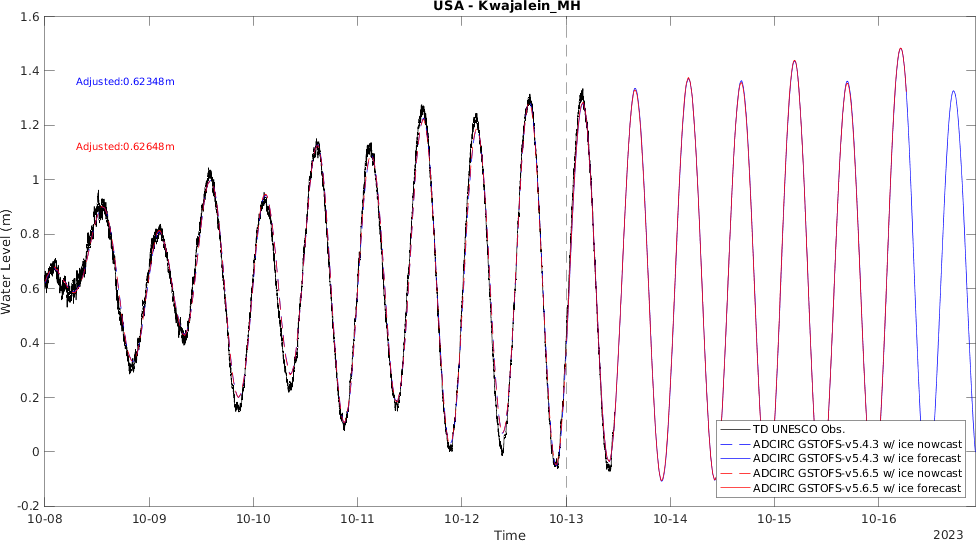 USA - Kwajalein_MH
Adjusted:0.62348m
Adjusted:0.62648m
Water Level (m)
1.6
1.4
1.2
1
0.8
0.6
0.4
0.2
0
-0.2
TD UNESCO Obs.
ADCIRC GSTOFS-v5.4.3 w/ ice nowcast
ADCIRC GSTOFS-v5.4.3 w/ ice forecast
ADCIRC GSTOFS-v5.6.5 w/ ice nowcast
ADCIRC GSTOFS-v5.6.5 w/ ice forecast
10-08 10-09 10-10 10-11 10-12 10-13 10-14 10-15 10-16
Time
2023